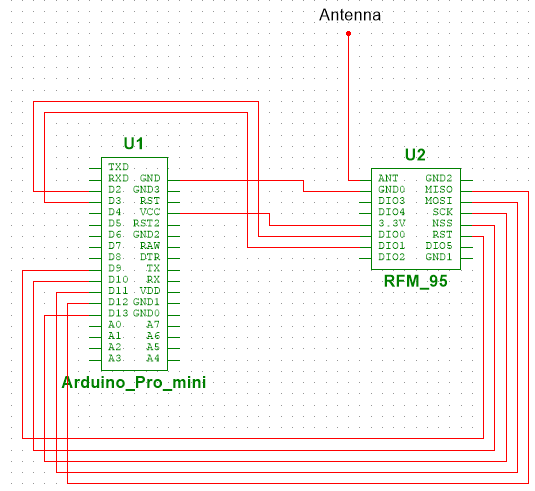 Antenna
U1
TXD
RXD GND
D2 GND3
D3 RST
D4 VCC
D5 RST2
D6 GND2
D7 RAW
D8 DTR
D9 TX
D10 RX
D11 VDD
D12 GND1
D13 GND0
A0 A7
A1 A6
A2 A5
A3 A4
Arduino_Pro_mini
U2
ANT GND2
GND0 MISO
DIO3 MOSI
DIO4 SCK
3.3V NSS
DIO0 RST
DIO1 DIO5
DIO2 GND1
RFM_95